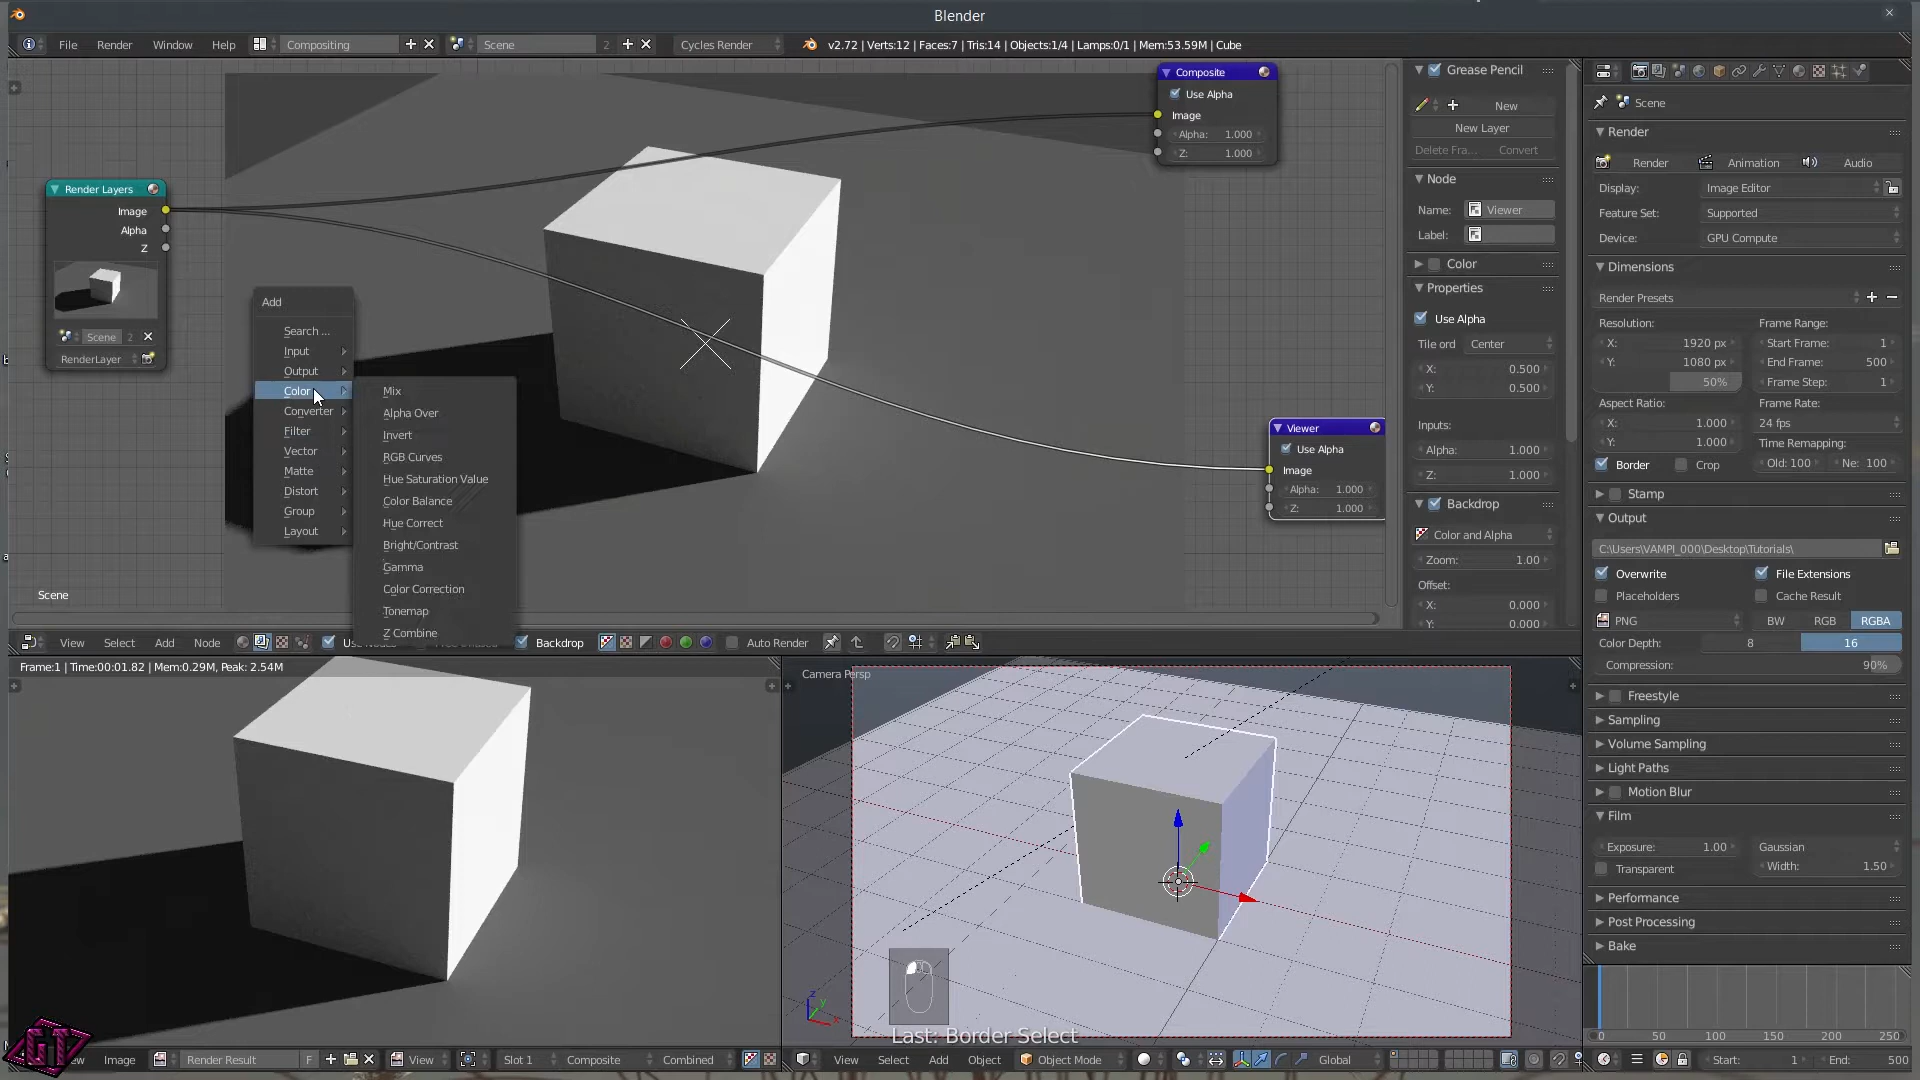 Blender
File Render Window Help Compositing Scene 2 Cycles Render v2.72 | Verts:12 | Faces:7 | Tris:14 | Objects:1/4 | Lamps:0/1 | Mem:53.59M | Cube
Render Layers
Image
Alpha
Z
Scene 2
RenderLayer
Add
Search ...
Input
Output
Color
Converter
Filter
Vector
Matte
Distort
Group
Layout
Mix
Alpha Over
Invert
RGB Curves
Hue Saturation Value
Color Balance
Hue Correct
Bright/Contrast
Gamma
Color Correction
Tonemap
Z Combine
Composite
Use Alpha
Image
Alpha: 1.000
Z: 1.000
Viewer
Use Alpha
Image
Alpha: 1.000
Z: 1.000
Scene
View Select Add Node Backdrop Auto Render
Grease Pencil
New
New Layer
Delete Fra... Convert
Node
Name: Viewer
Label:
Color
Properties
Use Alpha
Tile ord Center
X: 0.500
Y: 0.500
Inputs:
Alpha: 1.000
Z: 1.000
Backdrop
Color and Alpha
Zoom: 1.00
Offset:
X: 0.000
Y: 0.000
Scene
Render
Render Animation Audio
Display: Image Editor
Feature Set: Supported
Device: GPU Compute
Dimensions
Render Presets
Resolution: Frame Range:
X: 1920 px Start Frame: 1
Y: 1080 px End Frame: 500
50% Frame Step: 1
Aspect Ratio: Frame Rate:
X: 1.000 24 fps
Y: 1.000 Time Remapping:
Border Crop Old: 100 Ne: 100
Stamp
Output
C:\Users\VAMPI_000\Desktop\Tutorials\
Overwrite File Extensions
Placeholders Cache Result
PNG BW RGB RGBA
Color Depth: 8 16
Compression: 90%
Freestyle
Sampling
Volume Sampling
Light Paths
Motion Blur
Film
Exposure: 1.00 Gaussian
Transparent Width: 1.50
Performance
Post Processing
Bake
0 50 100 150 200 250
Start: 1 End: 500
Frame:1 | Time:00:01.82 | Mem:0.29M, Peak: 2.54M
Image Render Result F View Slot 1 Composite Combined
GT
Camera Persp
z
y
x
Last: Border Select
View Select Add Object Object Mode Global